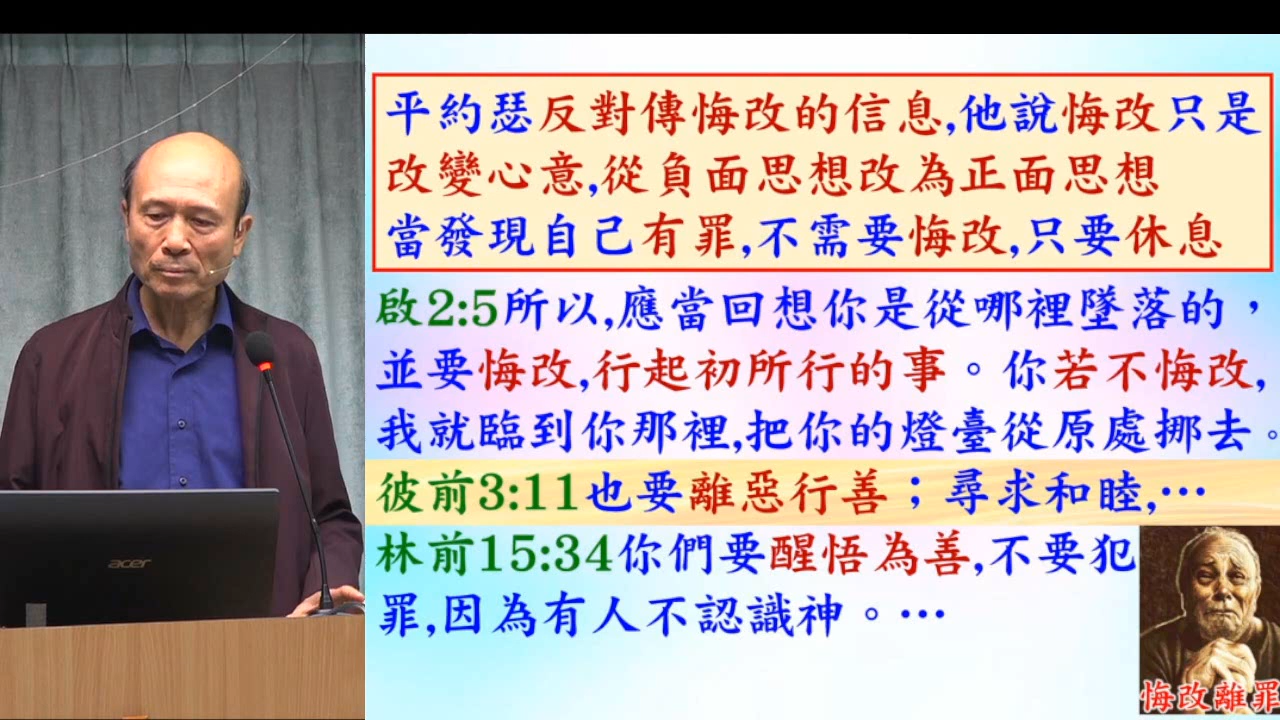 平約瑟反對傳悔改的信息,他說悔改只是
改變心意,從負面思想改為正面思想
當發現自己有罪,不需要悔改,只要休息
啟2:5所以,應當回想你是從哪裡墜落的，
並要悔改,行起初所行的事。你若不悔改,
我就臨到你那裡,把你的燈臺從原處挪去。
彼前3:11也要離惡行善；尋求和睦,…
林前15:34你們要醒悟為善,不要犯
罪,因為有人不認識神。…
悔改離罪
acer